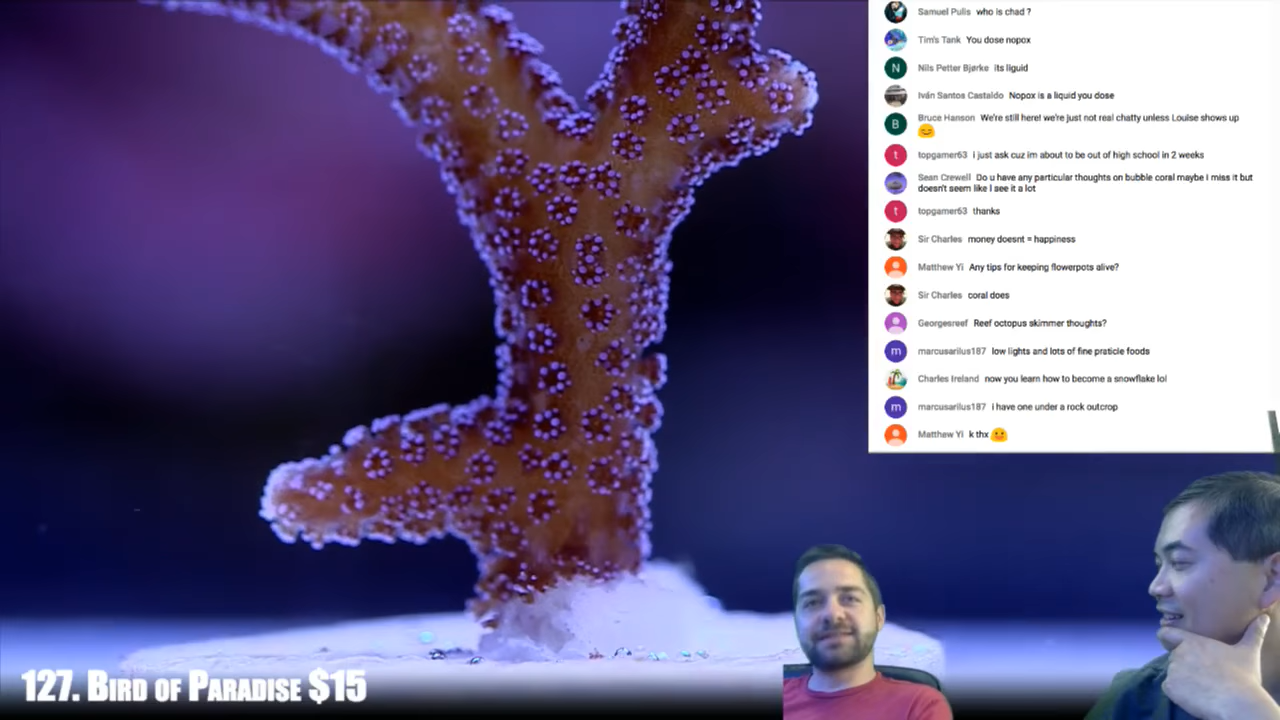 Samuel Pulis who is chad ?
Tim's Tank You dose nopox
N Nils Petter Bjørke its liguid
Iván Santos Castaldo Nopox is a liquid you dose
B Bruce Hanson We're still here! we're just not real chatty unless Louise shows up
😊
t topgamer63 i just ask cuz im about to be out of high school in 2 weeks
Sean Crewell Do u have any particular thoughts on bubble coral maybe I miss it but
doesn't seem like I see it a lot
t topgamer63 thanks
Sir Charles money doesnt = happiness
Matthew Yi Any tips for keeping flowerpots alive?
Sir Charles coral does
Georgesreef Reef octopus skimmer thoughts?
m marcusarilus187 low lights and lots of fine praticle foods
Charles Ireland now you learn how to become a snowflake lol
m marcusarilus187 i have one under a rock outcrop
Matthew Yi k thx 🙂
127. Bird of Paradise $15